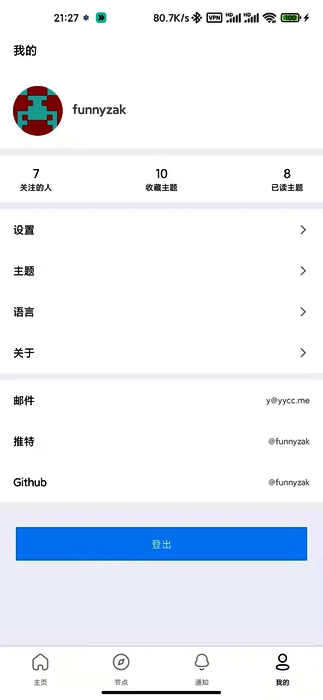 21:27
80.7K/s VPN HD HD 100
我的
funnyzak
7 10 8
关注的人 收藏主题 已读主题
设置
主题
语言
关于
邮件 y@yycc.me
推特 @funnyzak
Github @funnyzak
登出
主页 节点 通知 我的